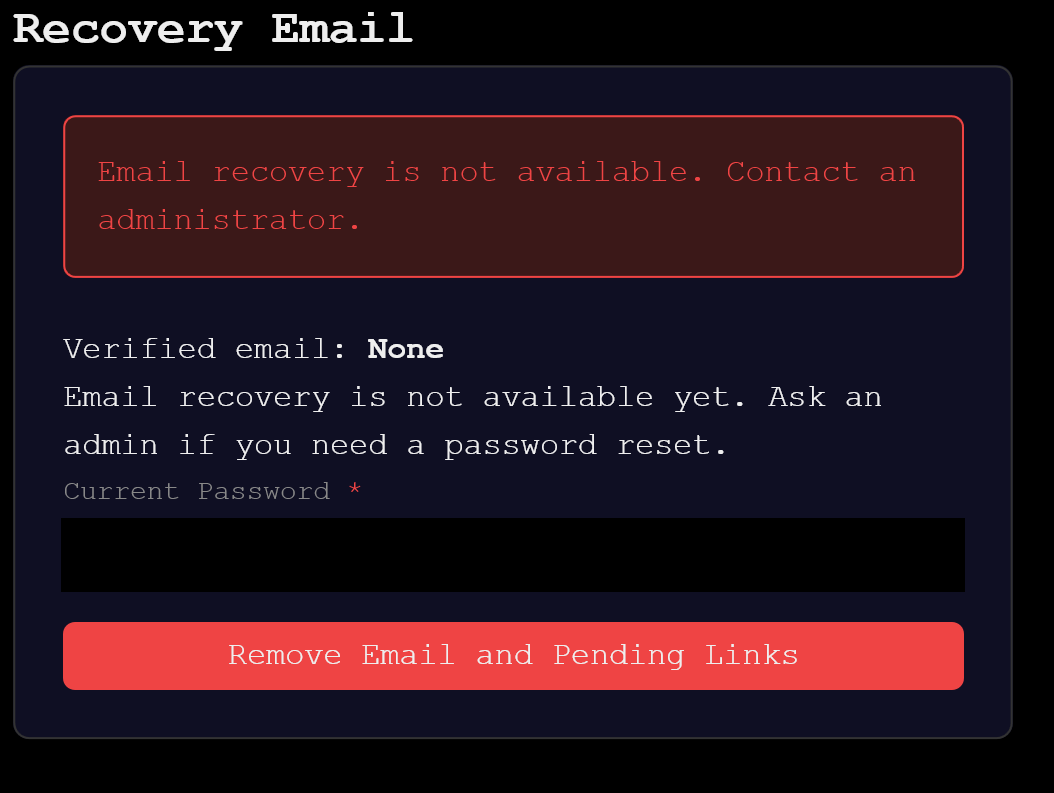 Recovery Email
Email recovery is not available. Contact an
administrator.
Verified email: None
Email recovery is not available yet. Ask an
admin if you need a password reset.
Current Password *
Remove Email and Pending Links